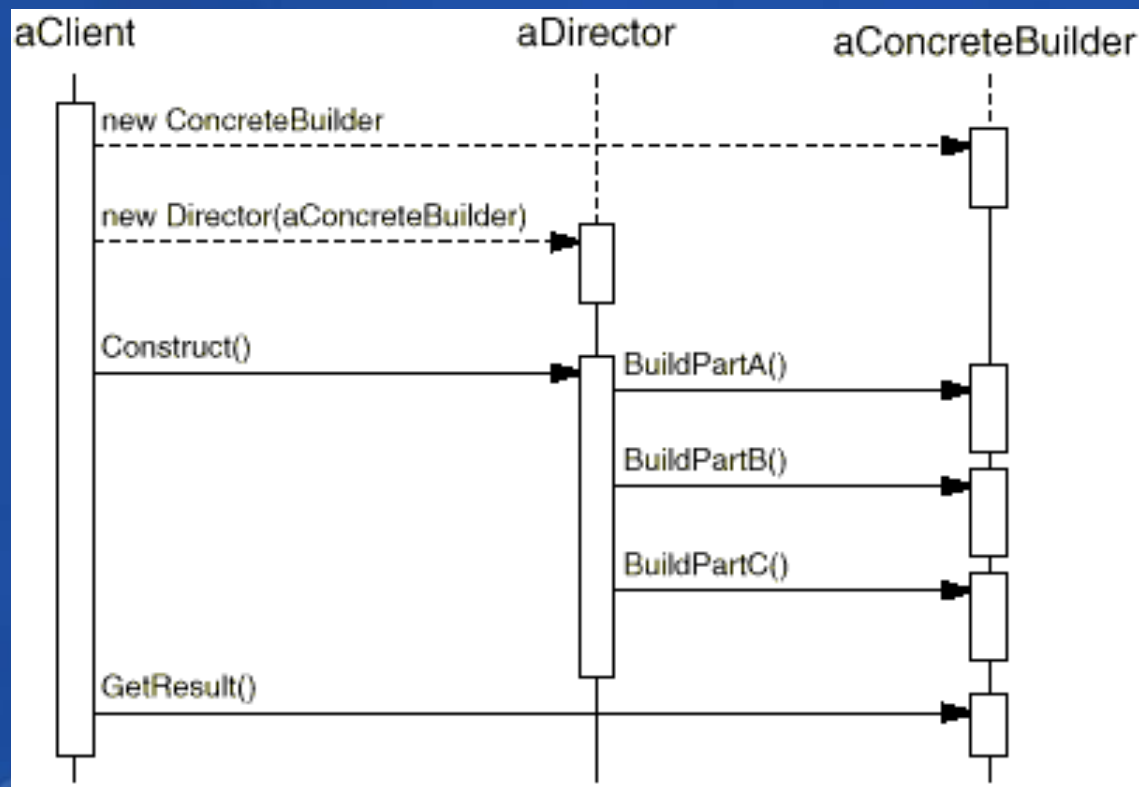 aClient
aDirector
aConcreteBuilder
new ConcreteBuilder
new Director(aConcreteBuilder)
Construct()
BuildPartA()
BuildPartB()
BuildPartC()
GetResult()